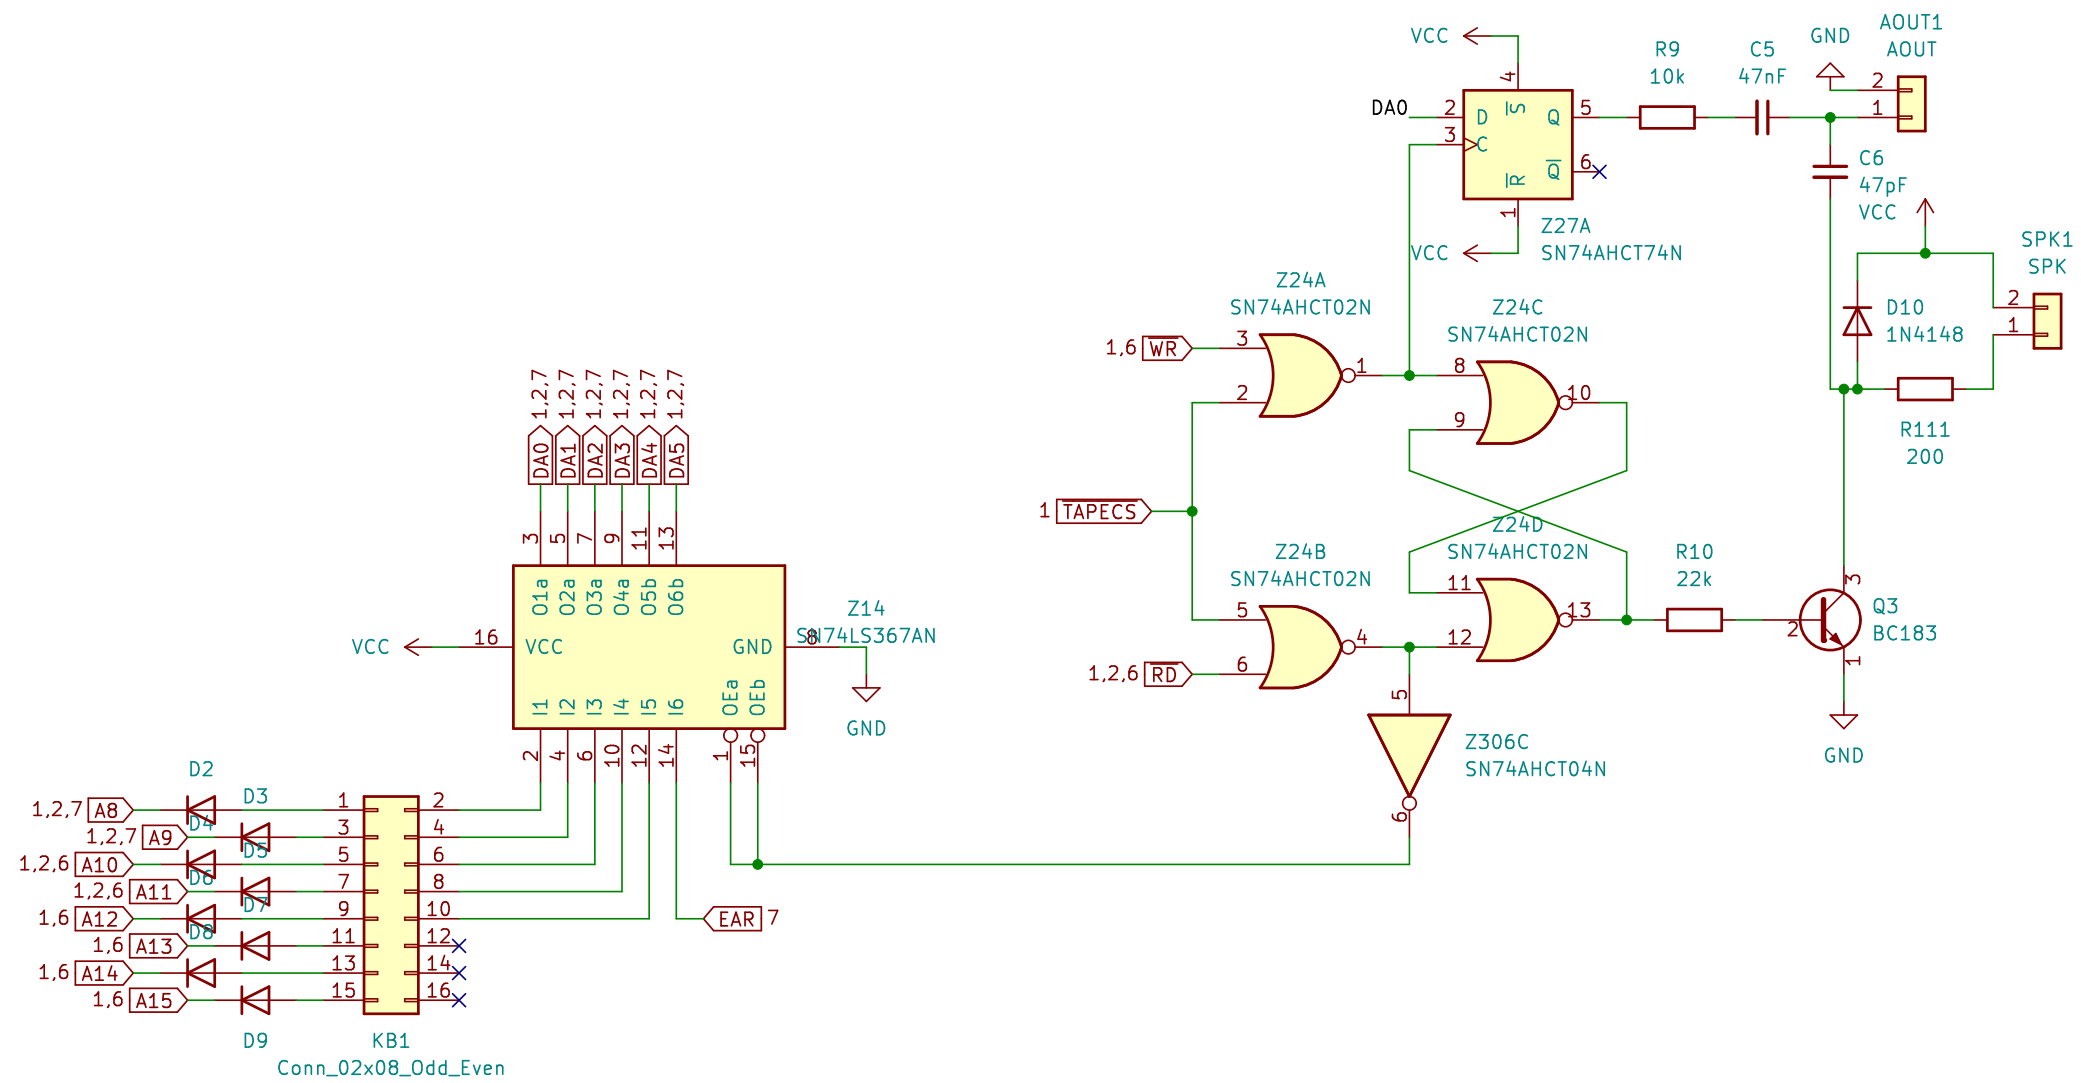 AOUT1
AOUT
GND
2
1
VCC
R9
10k
C5
47nF
4
DA0
2
D
S
Q
5
3
C
6
Q
R
1
C6
47pF
VCC
VCC
Z27A
SN74AHCT74N
SPK1
SPK
2
1
D10
1N4148
R111
200
Z24A
SN74AHCT02N
1,6
WR
3
2
1
Z24C
SN74AHCT02N
8
9
10
1
TAPECS
Z24D
SN74AHCT02N
11
12
13
R10
22k
3
2
1
Q3
BC183
GND
Z24B
SN74AHCT02N
5
6
4
1,2,6
RD
5
6
Z306C
SN74AHCT04N
1,2,7
1,2,7
1,2,7
1,2,7
1,2,7
1,2,7
DA0
DA1
DA2
DA3
DA4
DA5
3
5
7
9
11
13
O1a
O2a
O3a
O4a
O5b
O6b
Z14
SN74LS367AN
VCC
16
VCC
GND
8
GND
I1
I2
I3
I4
I5
I6
OEa
OEb
2
4
6
10
12
14
1
15
EAR
7
D2
D3
D4
D5
D6
D7
D8
D9
1,2,7
A8
1
2
1,2,7
A9
3
4
1,2,6
A10
5
6
1,2,6
A11
7
8
1,6
A12
9
10
1,6
A13
11
12
1,6
A14
13
14
1,6
A15
15
16
KB1
Conn_02x08_Odd_Even